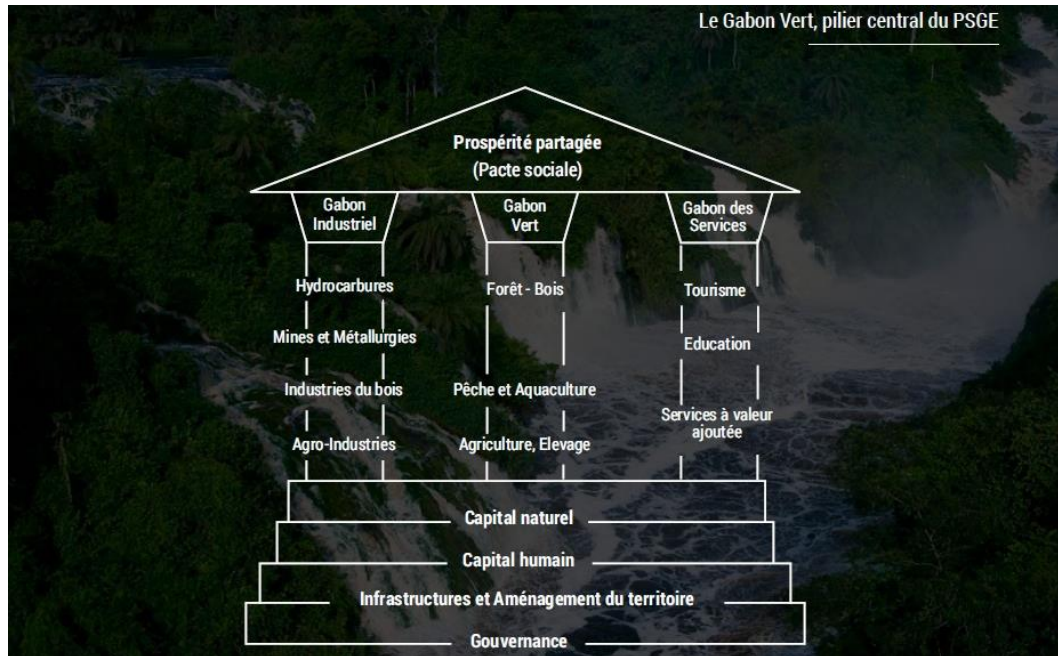 Le Gabon Vert, pilier central du PSGE
Prospérité partagée
(Pacte sociale)
Gabon
Industriel
Gabon
Vert
Gabon des
Services
Hydrocarbures
Forêt - Bois
Tourisme
Mines et Métallurgies
Education
Industries du bois
Pêche et Aquaculture
Services à valeur
ajoutée
Agro-Industries
Agriculture, Elevage
Capital naturel
Capital humain
Infrastructures et Aménagement du territoire
Gouvernance